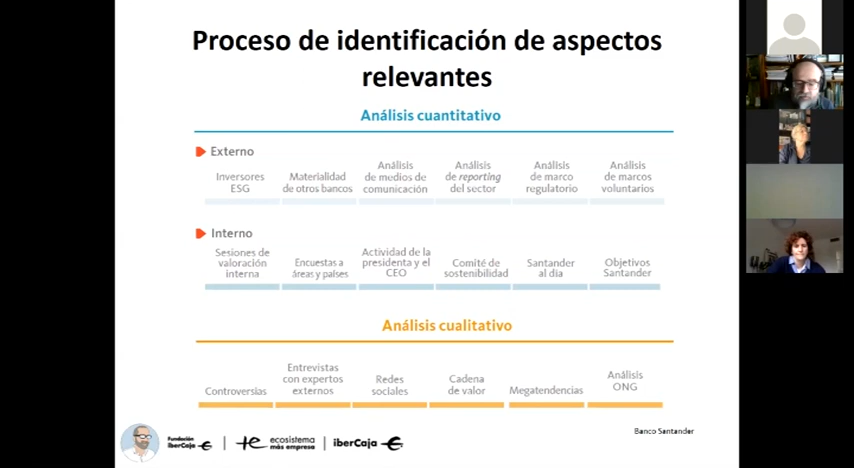 Proceso de identificación de aspectos
relevantes
Análisis cuantitativo
Externo
Inversores
ESG
Materialidad
de otros bancos
Análisis
de medios de
comunicación
Análisis
de reporting
del sector
Análisis
de marco
regulatorio
Análisis
de marcos
voluntarios
Interno
Sesiones de
valoración
interna
Encuestas a
áreas y países
Actividad de la
presidenta y el
CEO
Comité de
sostenibilidad
Santander
al día
Objetivos
Santander
Análisis cualitativo
Controversias
Entrevistas
con expertos
externos
Redes
sociales
Cadena
de valor
Megatendencias
Análisis
ONG
Banco Santander
Fundación
iberCaja
+e ecosistema
más empresa
iberCaja